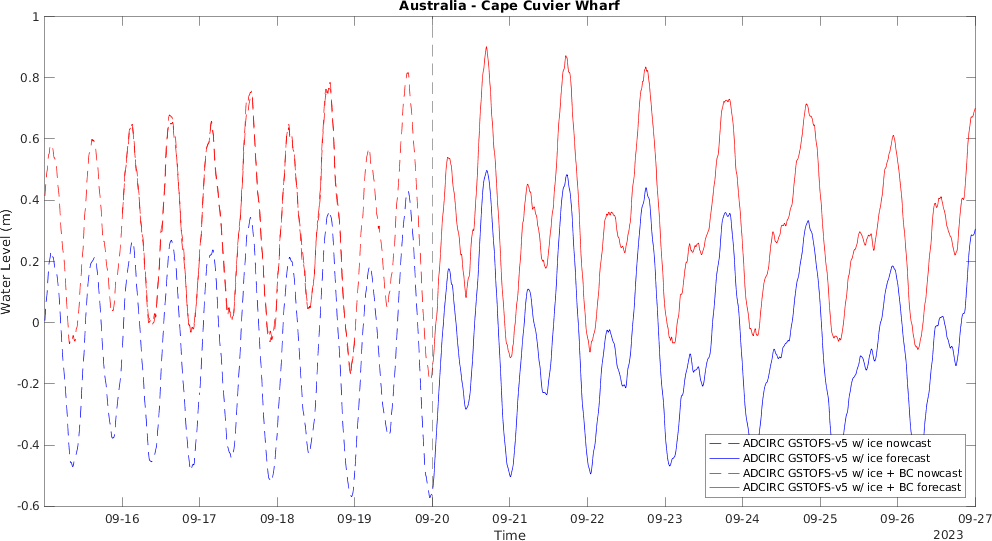 Australia - Cape Cuvier Wharf
1
0.8
0.6
0.4
0.2
0
-0.2
-0.4
-0.6
Water Level (m)
ADCIRC GSTOFS-v5 w/ ice nowcast
ADCIRC GSTOFS-v5 w/ ice forecast
ADCIRC GSTOFS-v5 w/ ice + BC nowcast
ADCIRC GSTOFS-v5 w/ ice + BC forecast
09-16 09-17 09-18 09-19 09-20 09-21 09-22 09-23 09-24 09-25 09-26 09-27
Time
2023